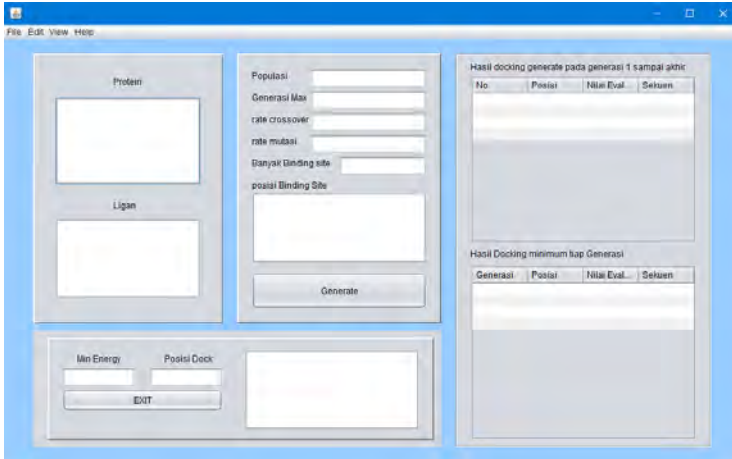 File Edit View Help
Protein
Ligan
Populasi
Generasi Max
rate crossover
rate mutasi
Banyak Binding site
posisi Binding Site
Generate
Hasil docking generate pada generasi 1 sampai akhir
No Posisi Nilai Eval... Sekuen
Hasil Docking minimum tiap Generasi
Generasi Posisi Nilai Eval... Sekuen
Min Energy Posisi Dock
EXIT